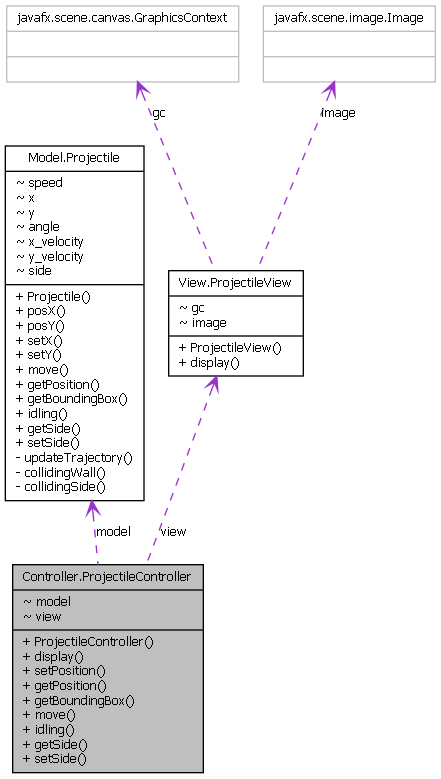 javafx.scene.canvas.GraphicsContext
javafx.scene.image.Image
gc
image
Model.Projectile
~ speed
~ x
~ y
~ angle
~ x_velocity
~ y_velocity
~ side
+ Projectile()
+ posX()
+ posY()
+ setX()
+ setY()
+ move()
+ getPosition()
+ getBoundingBox()
+ idling()
+ getSide()
+ setSide()
- updateTrajectory()
- collidingWall()
- collidingSide()
View.ProjectileView
~ gc
~ image
+ ProjectileView()
+ display()
model
view
Controller.ProjectileController
~ model
~ view
+ ProjectileController()
+ display()
+ setPosition()
+ getPosition()
+ getBoundingBox()
+ move()
+ idling()
+ getSide()
+ setSide()